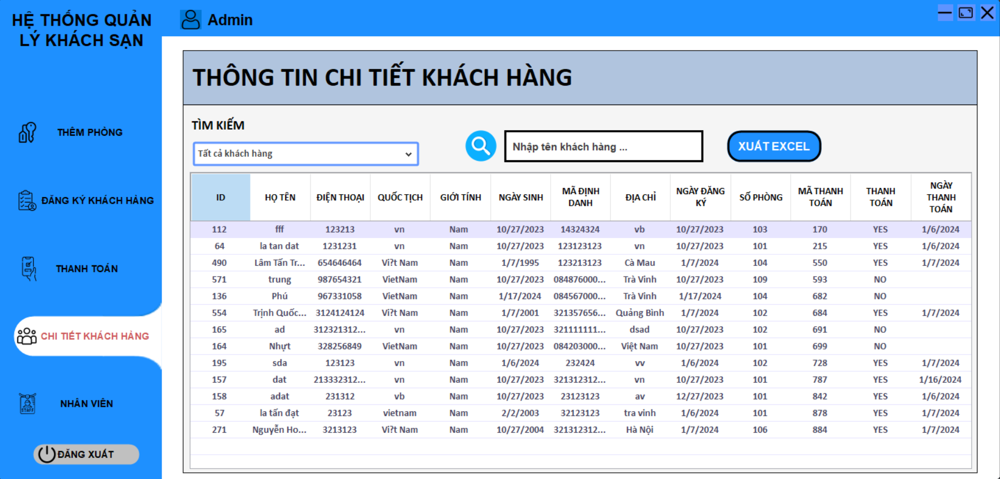 HỆ THỐNG QUẢN
LÝ KHÁCH SẠN
Admin
THÊM PHÒNG
ĐĂNG KÝ KHÁCH HÀNG
THANH TOÁN
CHI TIẾT KHÁCH HÀNG
STAFF
NHÂN VIÊN
ĐĂNG XUẤT
THÔNG TIN CHI TIẾT KHÁCH HÀNG
TÌM KIẾM
Tất cả khách hàng
Nhập tên khách hàng ...
XUẤT EXCEL
ID HỌ TÊN ĐIỆN THOẠI QUỐC TỊCH GIỚI TÍNH NGÀY SINH MÃ ĐỊNH DANH ĐỊA CHỈ NGÀY ĐĂNG KÝ SỐ PHÒNG MÃ THANH TOÁN THANH TOÁN NGÀY THANH TOÁN
112 fff 123213 vn Nam 10/27/2023 14324324 vb 10/27/2023 103 170 YES 1/6/2024
64 la tan dat 1231231 vn Nam 10/27/2023 123123123 vn 10/27/2023 101 215 YES 1/6/2024
490 Lâm Tấn Tr... 654646464 Vi?t Nam Nam 1/7/1995 123213123 Cà Mau 1/7/2024 104 550 YES 1/7/2024
571 trung 987654321 VietNam Nam 10/27/2023 084876000... Trà Vinh 10/27/2023 109 593 NO
136 Phú 967331058 VietNam Nam 1/17/2024 084567000... Trà Vinh 1/17/2024 104 682 NO
554 Trịnh Quốc... 3124124124 Vi?t Nam Nam 1/7/2001 321357656... Quảng Bình 1/7/2024 102 684 YES 1/7/2024
165 ad 312321312... vn Nam 10/27/2023 321111111... dsad 10/27/2023 102 691 NO
164 Nhựt 328256849 VietNam Nam 10/27/2023 084203000... Việt Nam 10/27/2023 101 699 NO
195 sda 123123 vn Nam 1/6/2024 232424 vv 1/6/2024 102 728 YES 1/7/2024
157 dat 213332312... vn Nam 10/27/2023 321312312... vn 10/27/2023 101 787 YES 1/16/2024
158 adat 231312 vb Nam 10/27/2023 23123123 av 12/27/2023 101 842 YES 1/6/2024
57 la tấn đạt 23123 vietnam Nam 2/2/2003 32123123 tra vinh 1/6/2024 101 878 YES 1/7/2024
271 Nguyễn Ho... 3213123 Vi?t Nam Nam 10/27/2004 321312312... Hà Nội 1/7/2024 106 884 YES 1/7/2024